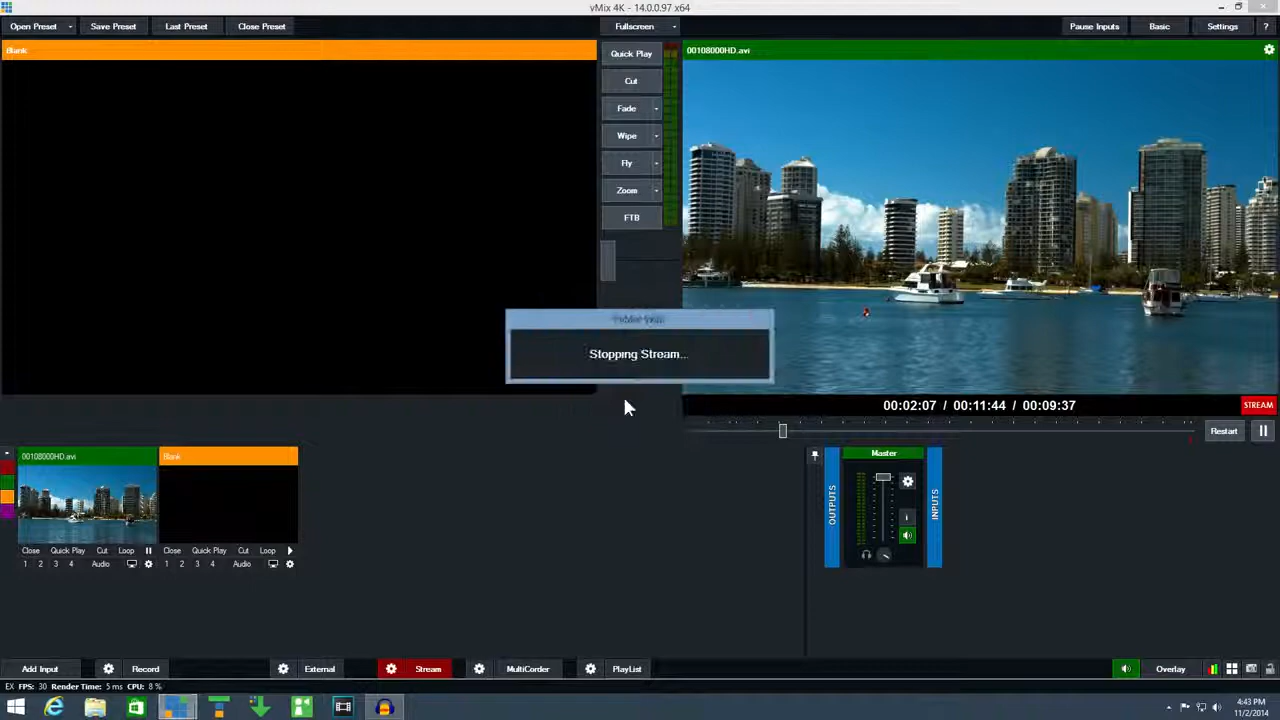 vMix 4K - 14.0.0.97 x64
Open Preset
Save Preset
Last Preset
Close Preset
Fullscreen
Pause Inputs
Basic
Settings
?
Blank
Quick Play
Cut
Fade
Wipe
Fly
Zoom
FTB
00108000HD.avi
Stopping Stream...
00:02:07 / 00:11:44 / 00:09:37
STREAM
Restart
00108000HD.avi
Blank
Close Quick Play Cut Loop
1 2 3 4 Audio
Close Quick Play Cut Loop
1 2 3 4 Audio
OUTPUTS
Master
i
INPUTS
Add Input
Record
External
Stream
MultiCorder
PlayList
Overlay
EX FPS: 30 Render Time: 5 ms CPU: 8 %
4:43 PM
11/2/2014